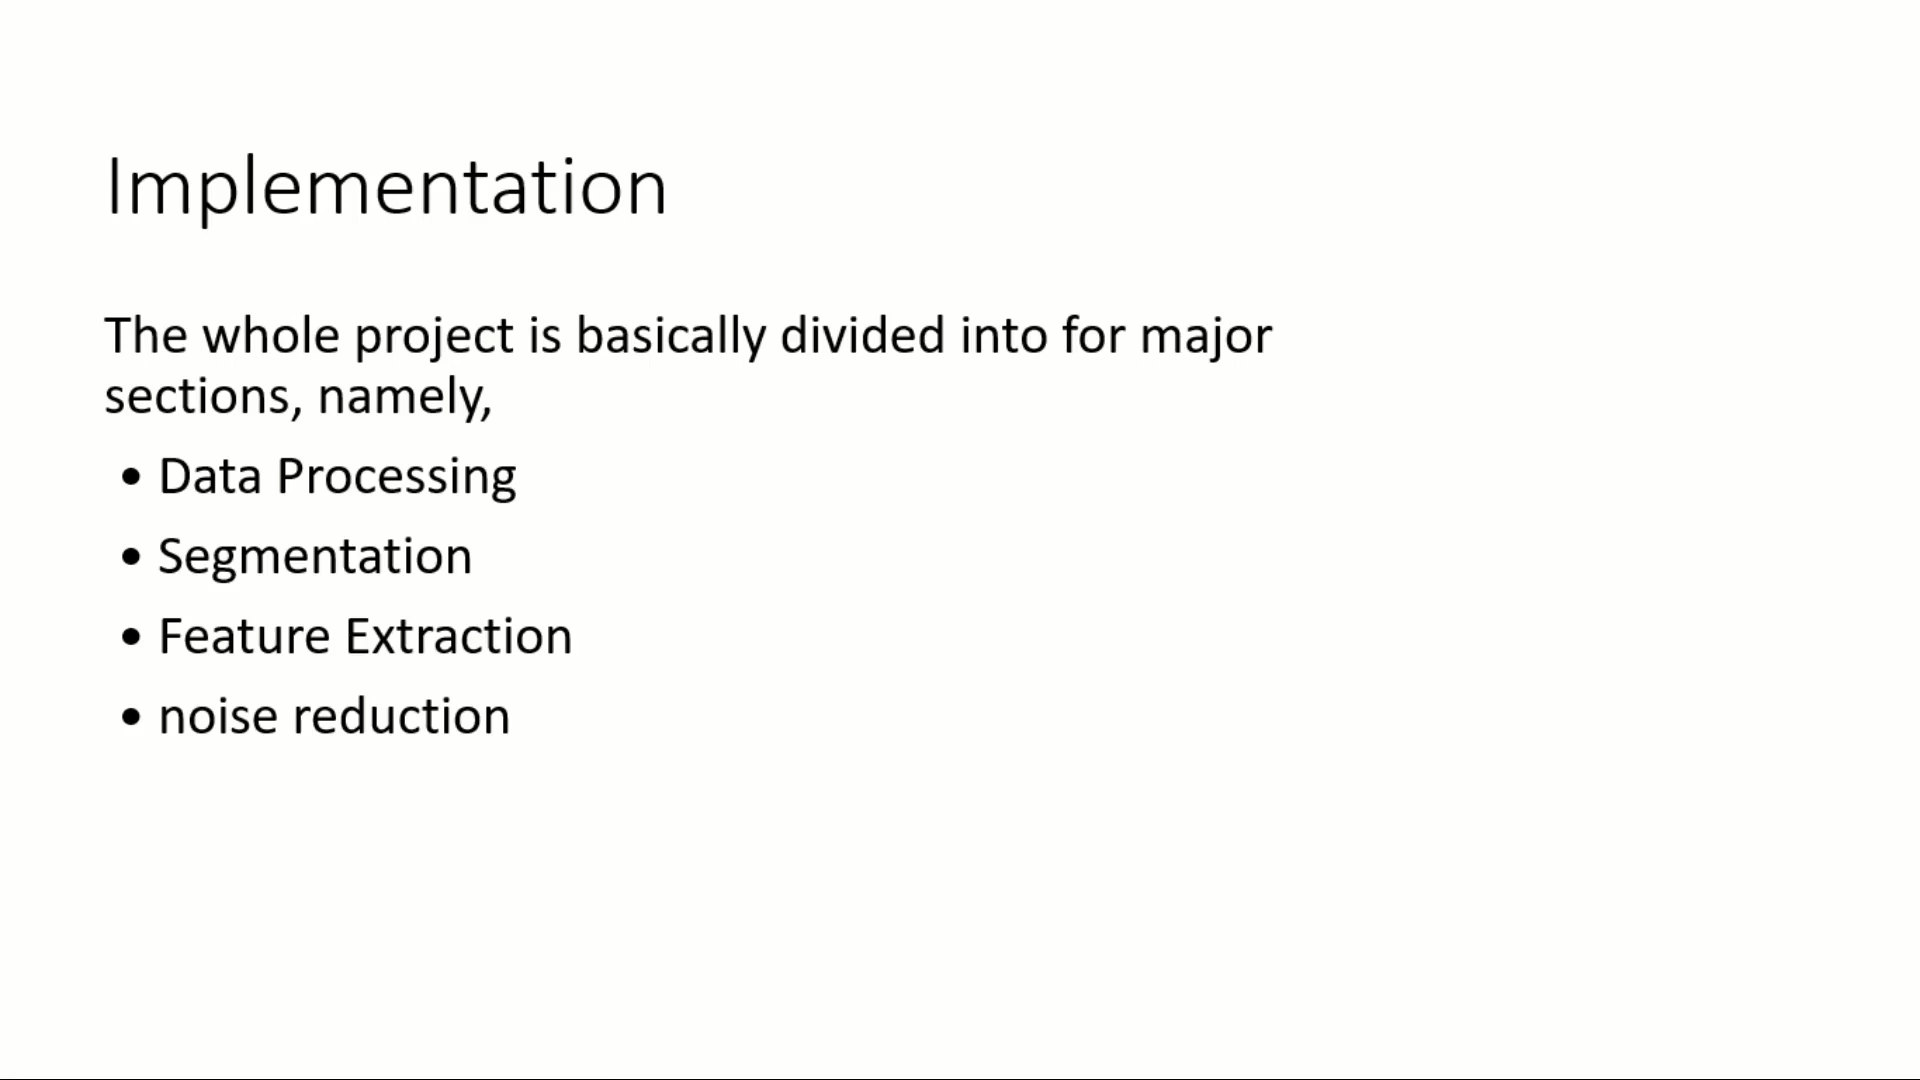 Implementation
The whole project is basically divided into for major
sections, namely,
• Data Processing
• Segmentation
• Feature Extraction
• noise reduction